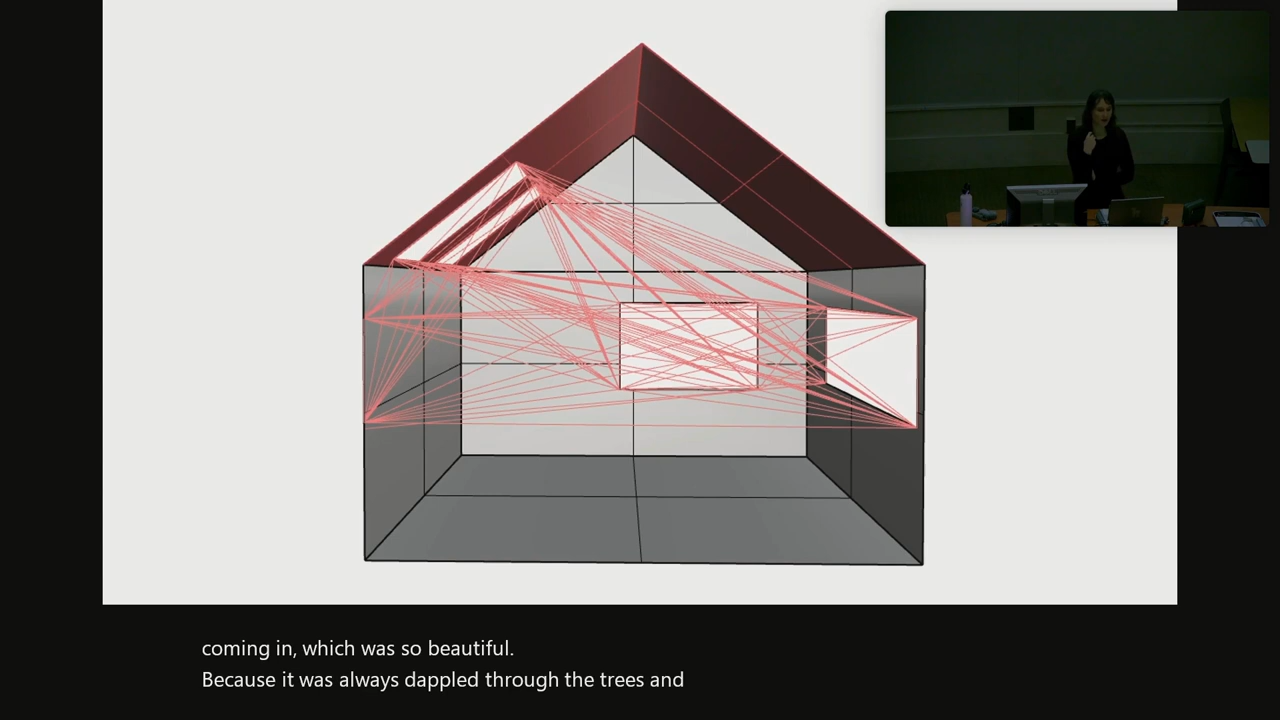 coming in, which was so beautiful.
Because it was always dappled through the trees and